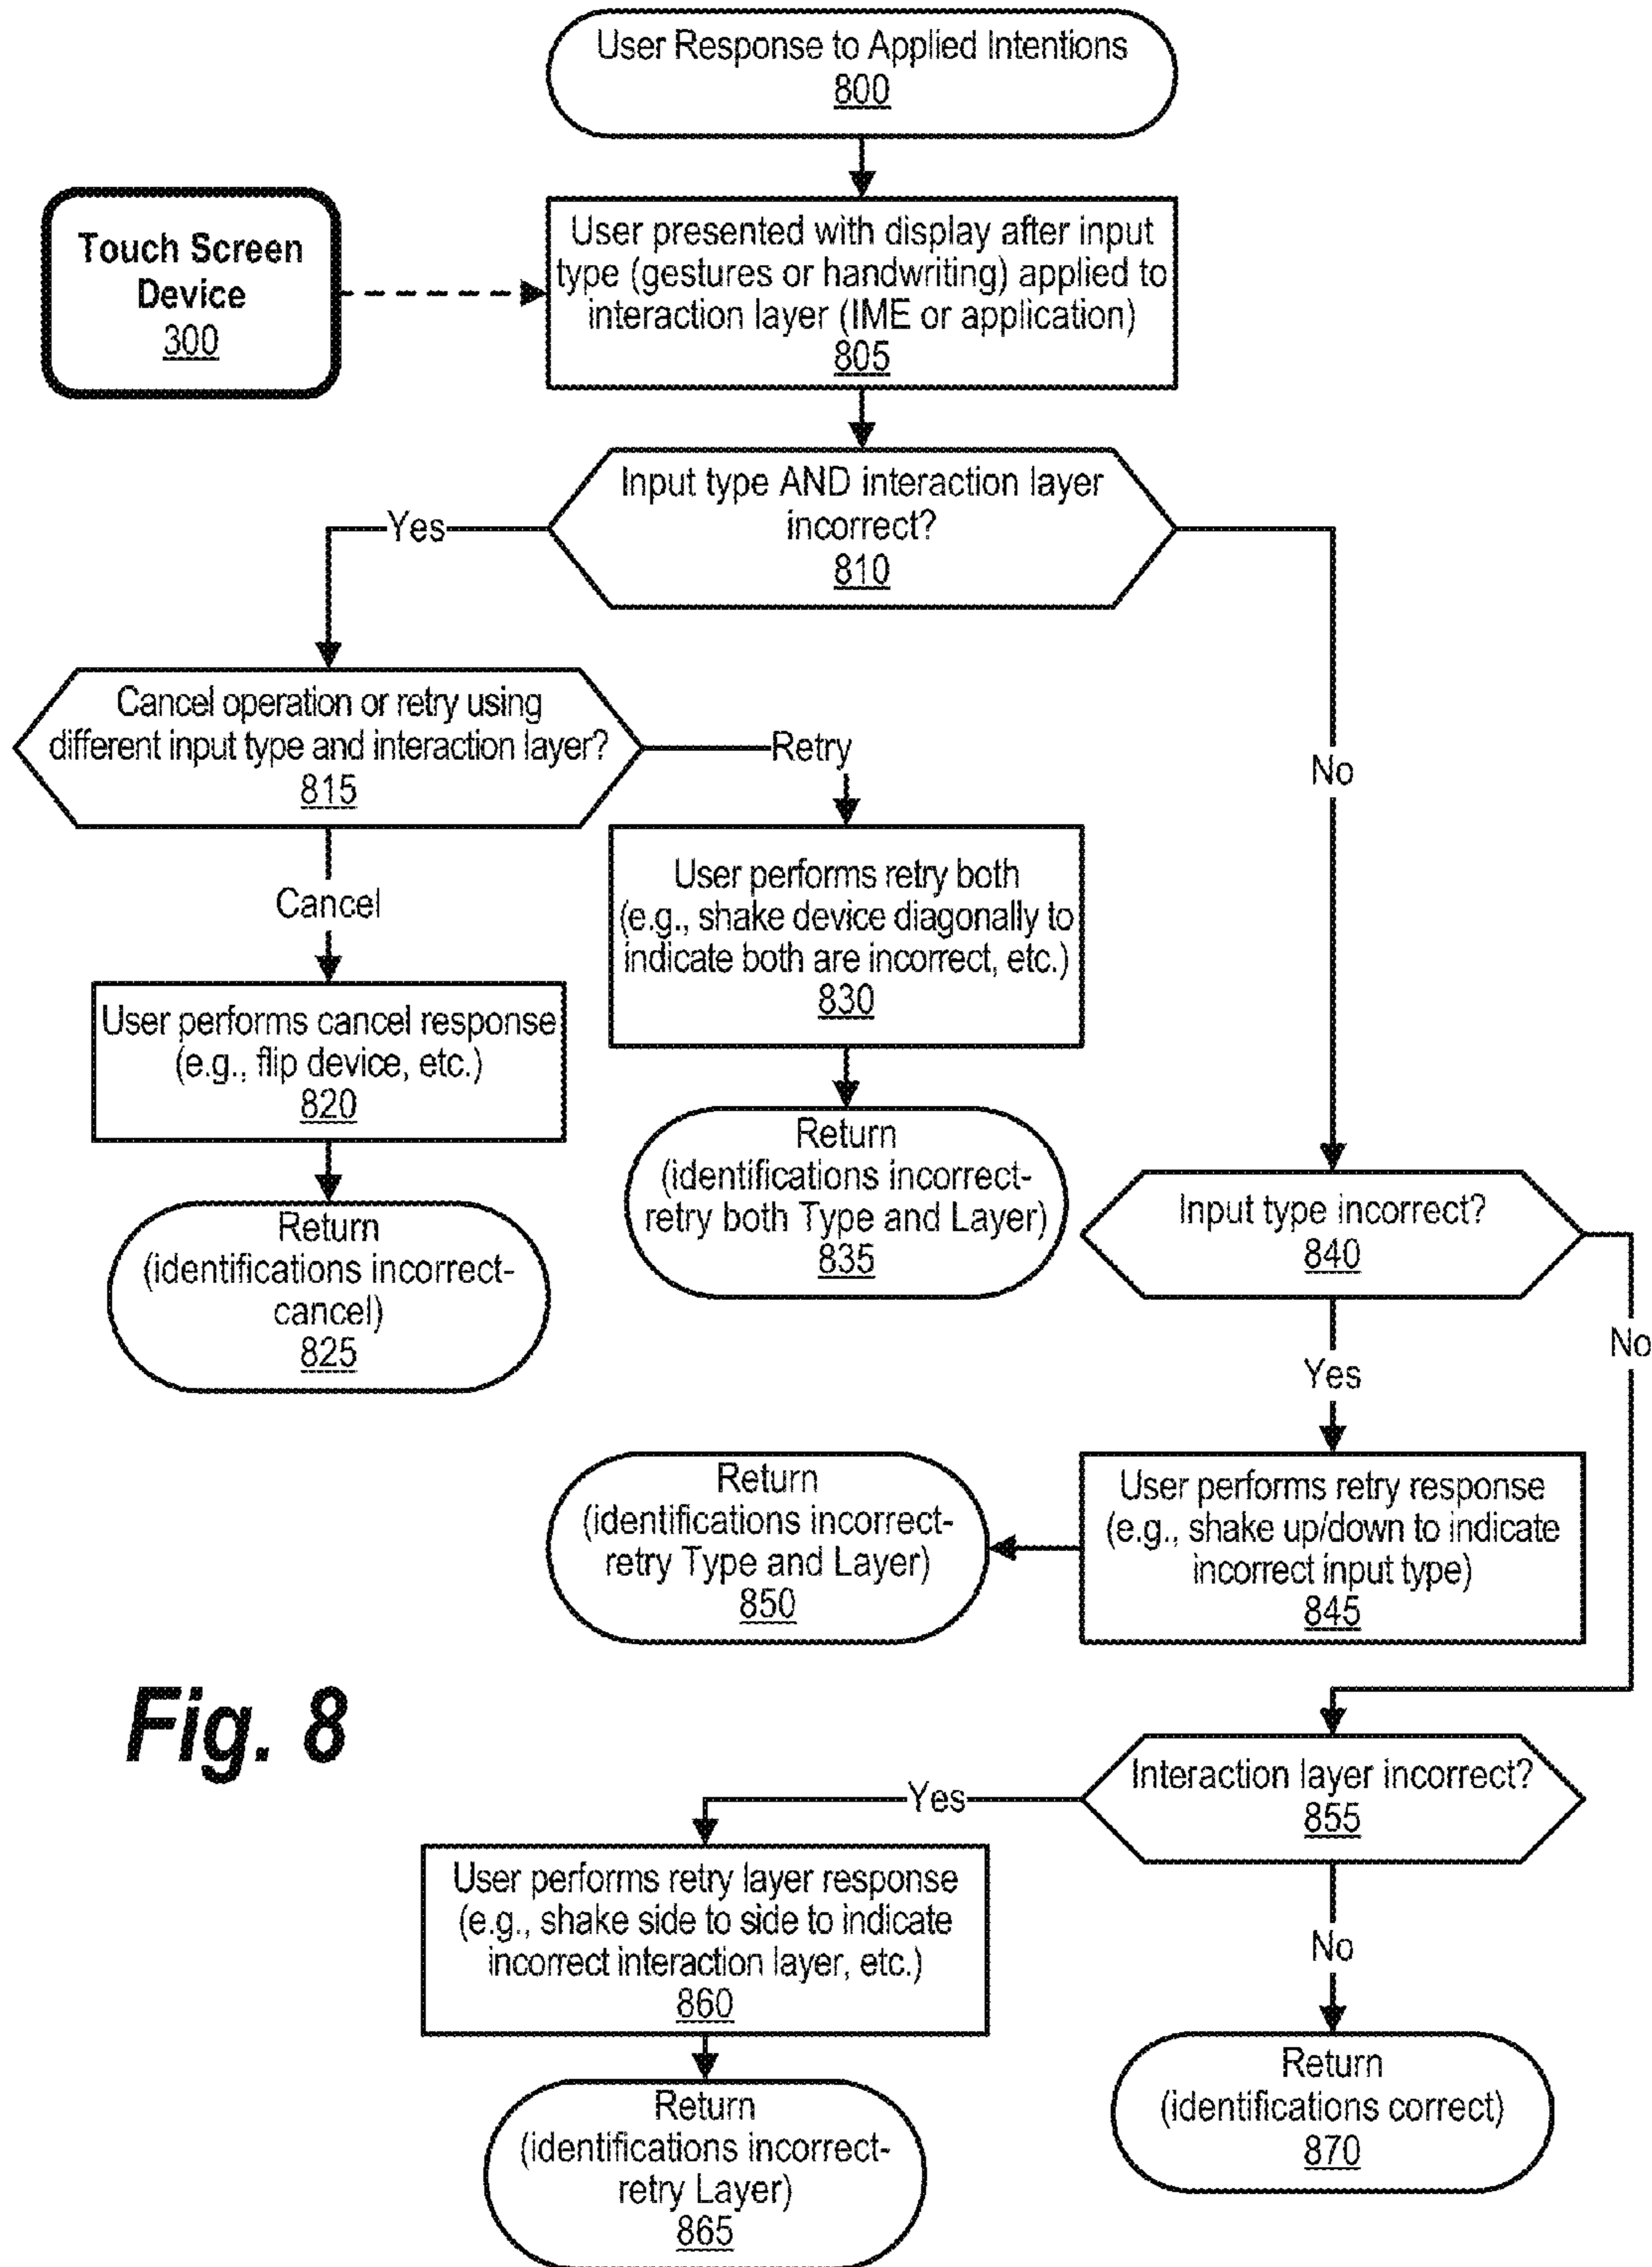 User Response to Applied Intentions
800
Touch Screen
Device
300
User presented with display after input
type (gestures or handwriting) applied to
interaction layer (IME or application)
805
Input type AND interaction layer
incorrect?
810
Yes
No
Cancel operation or retry using
different input type and interaction layer?
815
Retry
Cancel
User performs retry both
(e.g., shake device diagonally to
indicate both are incorrect, etc.)
830
User performs cancel response
(e.g., flip device, etc.)
820
Return
(identifications incorrect-
retry both Type and Layer)
835
Return
(identifications incorrect-
cancel)
825
Input type incorrect?
840
No
Yes
Return
(identifications incorrect-
retry Type and Layer)
850
User performs retry response
(e.g., shake up/down to indicate
incorrect input type)
845
Fig. 8
Interaction layer incorrect?
855
Yes
User performs retry layer response
(e.g., shake side to side to indicate
incorrect interaction layer, etc.)
860
No
Return
(identifications correct)
870
Return
(identifications incorrect-
retry Layer)
865